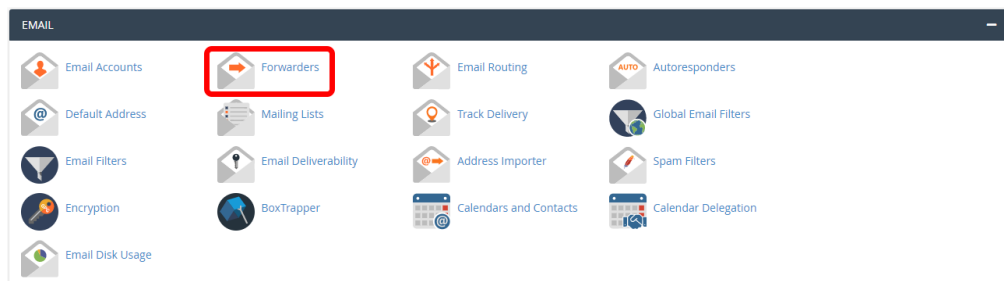 EMAIL
Email Accounts
Forwarders
Email Routing
AUTO
Autoresponders
@
Default Address
Mailing Lists
Track Delivery
Global Email Filters
Email Filters
Email Deliverability
@
Address Importer
Spam Filters
Encryption
BoxTrapper
@
Calendars and Contacts
Calendar Delegation
Email Disk Usage